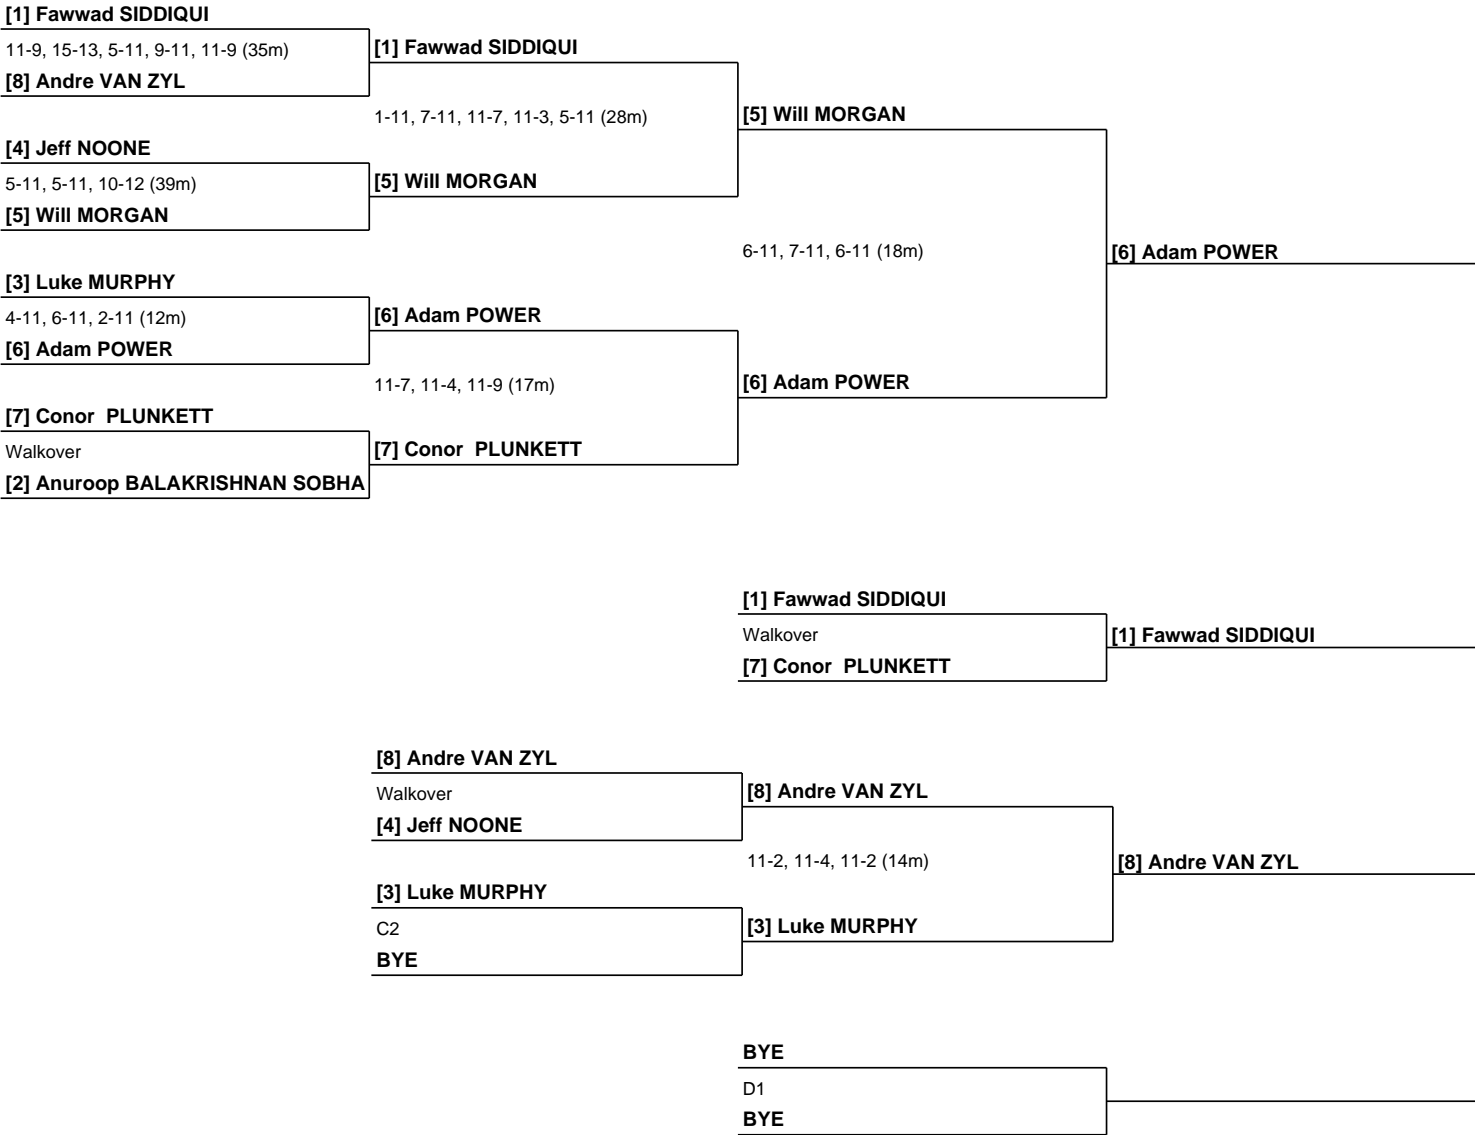 [1] Fawwad SIDDIQUI
11-9, 15-13, 5-11, 9-11, 11-9 (35m)
[8] Andre VAN ZYL
[1] Fawwad SIDDIQUI
1-11, 7-11, 11-7, 11-3, 5-11 (28m)
[5] Will MORGAN
[4] Jeff NOONE
5-11, 5-11, 10-12 (39m)
[5] Will MORGAN
[5] Will MORGAN
6-11, 7-11, 6-11 (18m)
[6] Adam POWER
[3] Luke MURPHY
4-11, 6-11, 2-11 (12m)
[6] Adam POWER
[6] Adam POWER
11-7, 11-4, 11-9 (17m)
[6] Adam POWER
[7] Conor  PLUNKETT
Walkover
[2] Anuroop BALAKRISHNAN SOBHA
[7] Conor  PLUNKETT
[1] Fawwad SIDDIQUI
Walkover
[7] Conor  PLUNKETT
[1] Fawwad SIDDIQUI
[8] Andre VAN ZYL
Walkover
[4] Jeff NOONE
[8] Andre VAN ZYL
11-2, 11-4, 11-2 (14m)
[8] Andre VAN ZYL
[3] Luke MURPHY
C2
BYE
[3] Luke MURPHY
BYE
D1
BYE